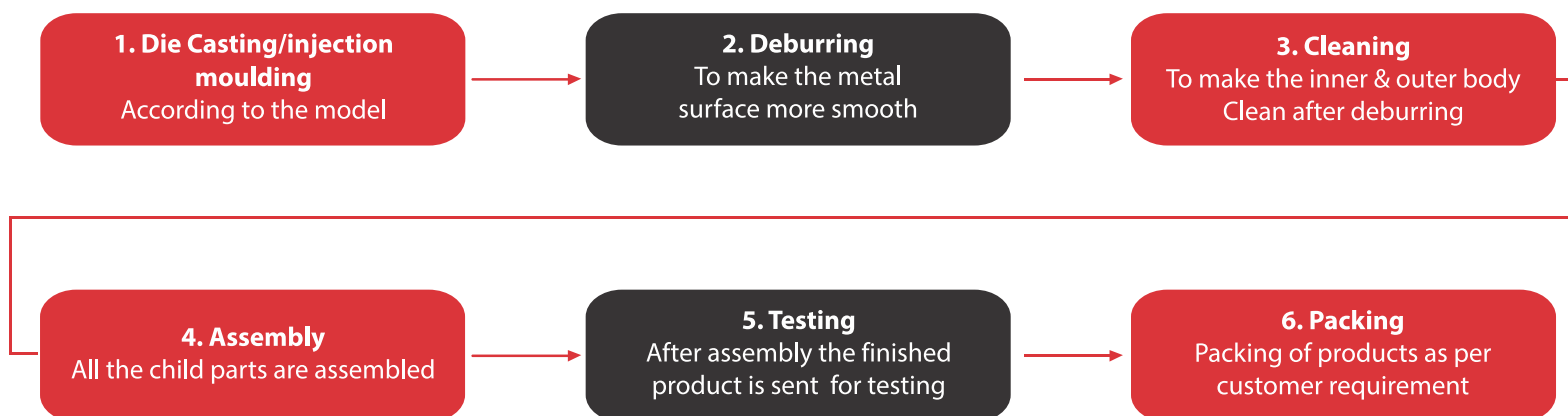 1. Die Casting/injection
moulding
According to the model
2. Deburring
To make the metal
surface more smooth
3. Cleaning
To make the inner & outer body
Clean after deburring
4. Assembly
All the child parts are assembled
5. Testing
After assembly the finished
product is sent  for testing
6. Packing
Packing of products as per
customer requirement